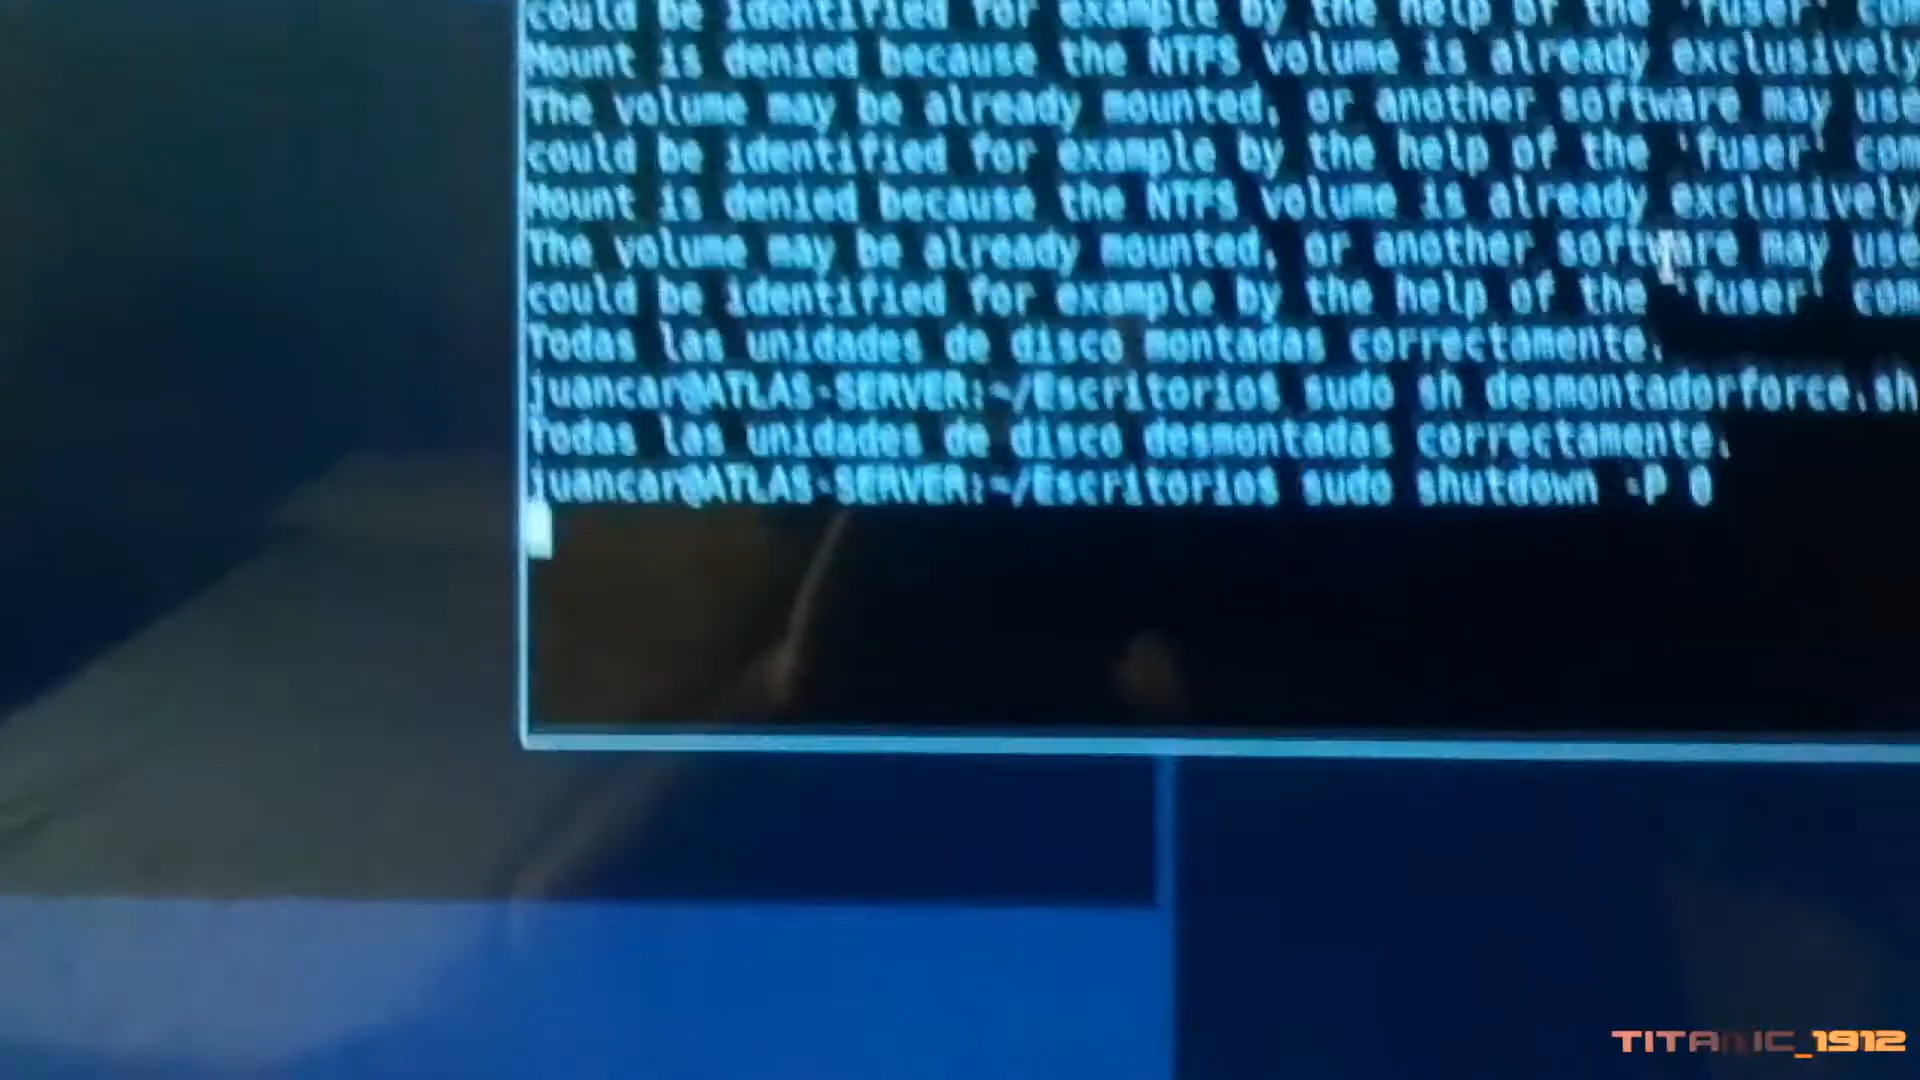 could be identified for example by the help of the 'fuser' com
Mount is denied because the NTFS volume is already exclusively
The volume may be already mounted, or another software may use
could be identified for example by the help of the 'fuser' com
Mount is denied because the NTFS volume is already exclusively
The volume may be already mounted, or another software may use
could be identified for example by the help of the 'fuser' com
Todas las unidades de disco montadas correctamente.
juancar@ATLAS-SERVER:~/Escritorio$ sudo sh desmontadorforce.sh
Todas las unidades de disco desmontadas correctamente.
juancar@ATLAS-SERVER:~/Escritorio$ sudo shutdown -P 0
TITANIC_1912